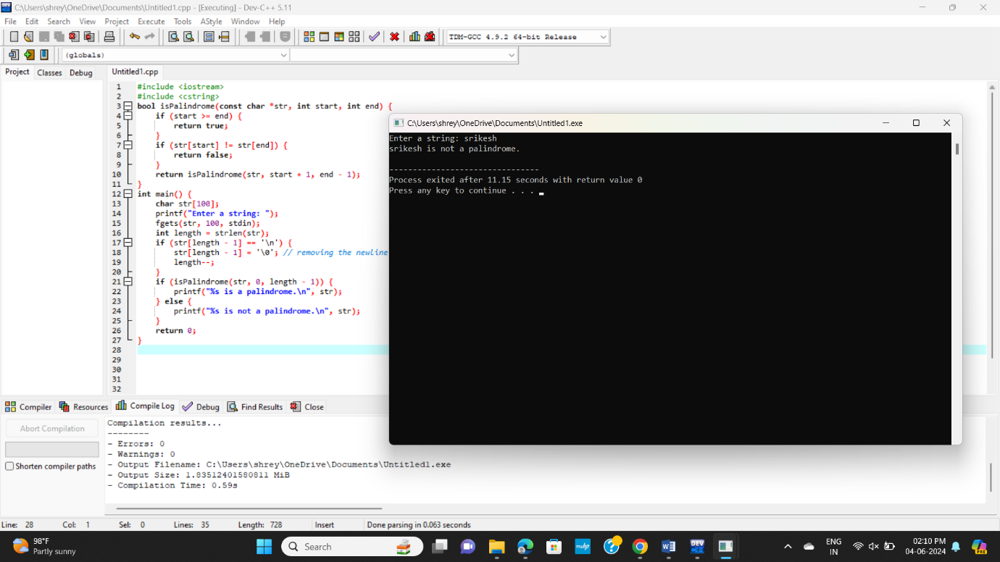 C:\Users\shrey\OneDrive\Documents\Untitled1.cpp - [Executing] - Dev-C++ 5.11
File Edit Search View Project Execute Tools AStyle Window Help
TDM-GCC 4.9.2 64-bit Release
(globals)
Project Classes Debug
Untitled1.cpp
1 #include <iostream>
2 #include <cstring>
3 bool isPalindrome(const char *str, int start, int end) {
4 if (start >= end) {
5 return true;
6 }
7 if (str[start] != str[end]) {
8 return false;
9 }
10 return isPalindrome(str, start + 1, end - 1);
11 }
12 int main() {
13 char str[100];
14 printf("Enter a string: ");
15 fgets(str, 100, stdin);
16 int length = strlen(str);
17 if (str[length - 1] == '\n') {
18 str[length - 1] = '\0'; // removing the newline
19 length--;
20 }
21 if (isPalindrome(str, 0, length - 1)) {
22 printf("%s is a palindrome.\n", str);
23 } else {
24 printf("%s is not a palindrome.\n", str);
25 }
26 return 0;
27 }
28
29
30
31
32
C:\Users\shrey\OneDrive\Documents\Untitled1.exe
Enter a string: srikesh
srikesh is not a palindrome.
--------------------------------
Process exited after 11.15 seconds with return value 0
Press any key to continue . . .
Compiler Resources Compile Log Debug Find Results Close
Abort Compilation
Shorten compiler paths
Compilation results...
--------
- Errors: 0
- Warnings: 0
- Output Filename: C:\Users\shrey\OneDrive\Documents\Untitled1.exe
- Output Size: 1.83512401580811 MiB
- Compilation Time: 0.59s
Line: 28 Col: 1 Sel: 0 Lines: 35 Length: 728 Insert Done parsing in 0.063 seconds
98°F
Partly sunny
Search
mvhp
DEV
ENG
IN
02:10 PM
04-06-2024
PRE